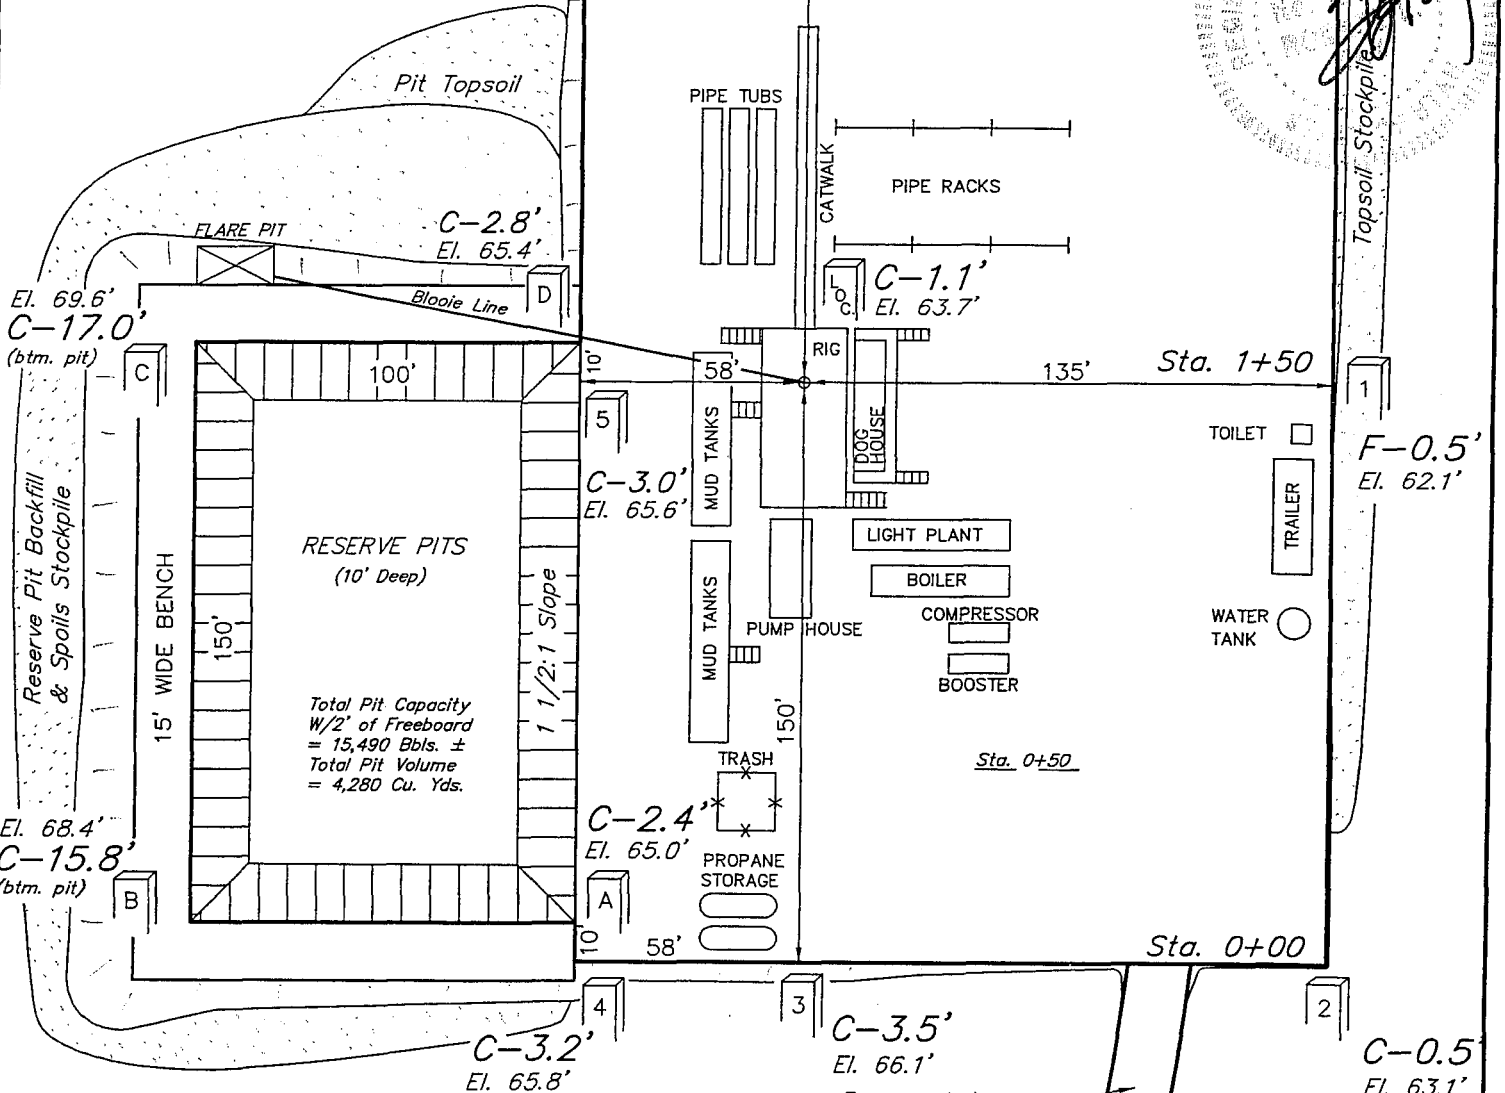 Pit Topsoil
PIPE TUBS
CATWALK
PIPE RACKS
Topsoil Stockpile
FLARE PIT
C-2.8'
El. 65.4'
D
Blooie Line
L
O
C.
C-1.1'
El. 63.7'
El. 69.6'
C-17.0'
(btm. pit)
C
RIG
100'
10'
58'
135'
Sta. 1+50
1
5
MUD TANKS
DOG
HOUSE
TOILET
F-0.5'
El. 62.1'
C-3.0'
El. 65.6'
TRAILER
Reserve Pit Backfill
& Spoils Stockpile
15' WIDE BENCH
RESERVE PITS
(10' Deep)
150'
1 1/2:1 Slope
LIGHT PLANT
BOILER
MUD TANKS
PUMP HOUSE
COMPRESSOR
BOOSTER
WATER
TANK
Total Pit Capacity
W/2' of Freeboard
= 15,490 Bbls. ±
Total Pit Volume
= 4,280 Cu. Yds.
150'
TRASH
Sta. 0+50
El. 68.4'
C-15.8'
(btm. pit)
B
C-2.4'
El. 65.0'
A
PROPANE
STORAGE
10'
58'
Sta. 0+00
4
3
2
C-3.2'
El. 65.8'
C-3.5'
El. 66.1'
C-0.5'
El. 63.1'